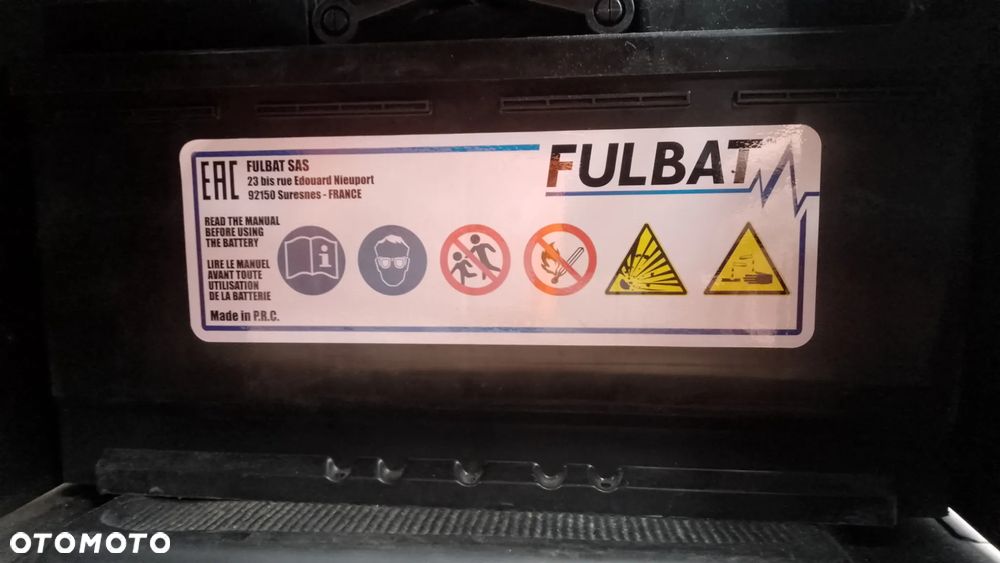 EAC
FULBAT SAS
23 bis rue Edouard Nieuport
92150 Suresnes - FRANCE
FULBAT
READ THE MANUAL
BEFORE USING
THE BATTERY
LIRE LE MANUEL
AVANT TOUTE
UTILISATION
DE LA BATTERIE
Made in P.R.C.
OTOMOTO